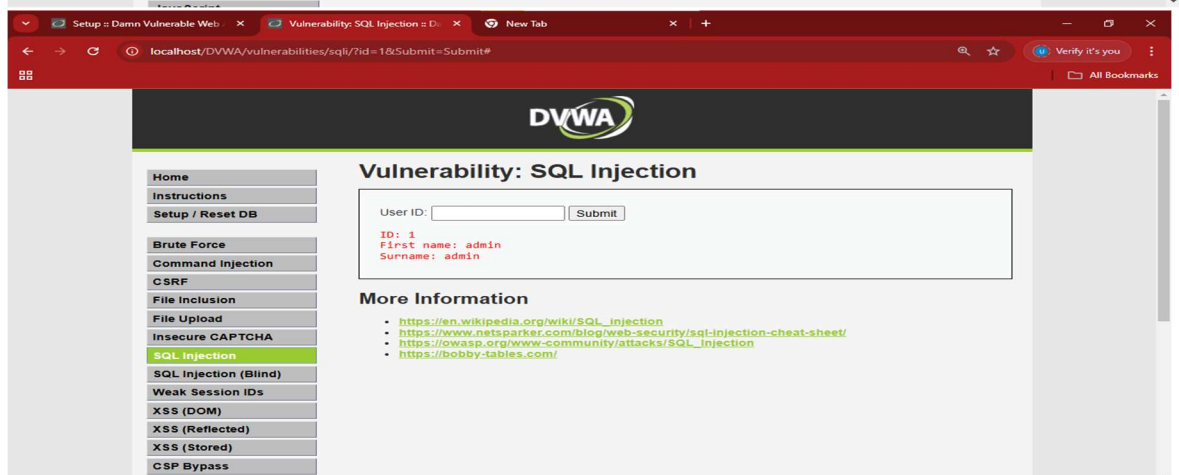 Setup :: Damn Vulnerable Web
Vulnerability: SQL Injection :: Da
New Tab
localhost/DVWA/vulnerabilities/sqli/?id=1&Submit=Submit#
Verify it's you
All Bookmarks
DVWA
Home
Instructions
Setup / Reset DB
Brute Force
Command Injection
CSRF
File Inclusion
File Upload
Insecure CAPTCHA
SQL Injection
SQL Injection (Blind)
Weak Session IDs
XSS (DOM)
XSS (Reflected)
XSS (Stored)
CSP Bypass
Vulnerability: SQL Injection
User ID: Submit
ID: 1
First name: admin
Surname: admin
More Information
https://en.wikipedia.org/wiki/SQL_injection
https://www.netsparker.com/blog/web-security/sql-injection-cheat-sheet/
https://owasp.org/www-community/attacks/SQL_Injection
https://bobby-tables.com/